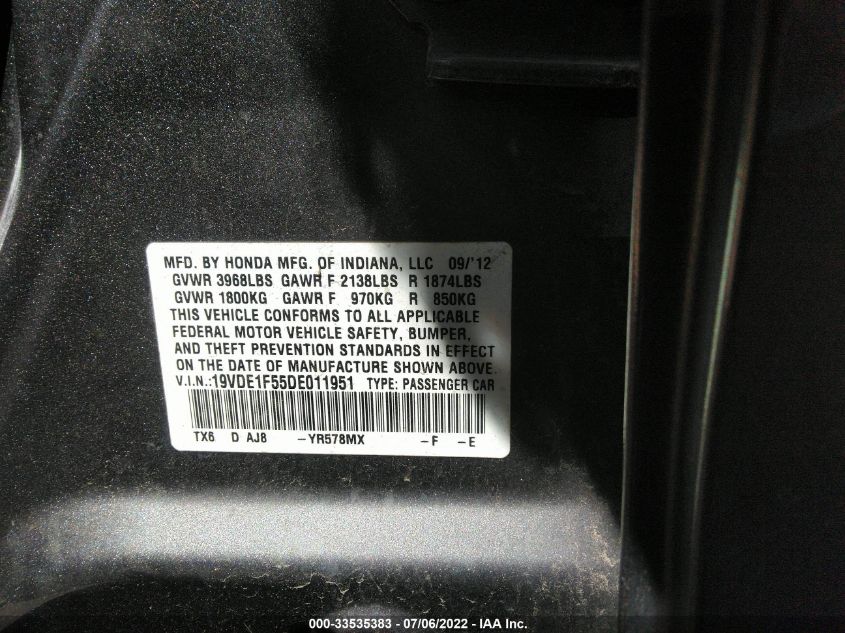 MFD. BY HONDA MFG. OF INDIANA, LLC 09/'12
GVWR 3968LBS GAWR F 2138LBS R 1874LBS
GVWR 1800KG GAWR F 970KG R 850KG
THIS VEHICLE CONFORMS TO ALL APPLICABLE
FEDERAL MOTOR VEHICLE SAFETY, BUMPER,
AND THEFT PREVENTION STANDARDS IN EFFECT
ON THE DATE OF MANUFACTURE SHOWN ABOVE.
V.I.N.:19VDE1F55DE011951 TYPE: PASSENGER CAR
TX6 D AJ8 -YR578MX -F -E
000-33535383 - 07/06/2022 - IAA Inc.